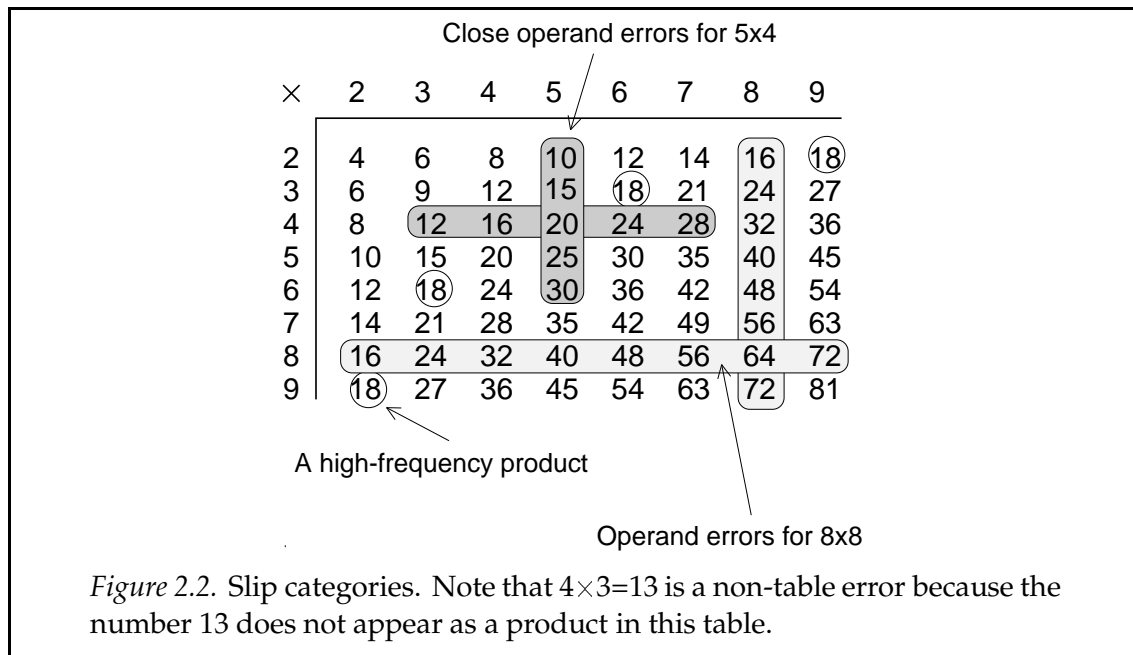 Close operand errors for 5x4
× 2 3 4 5 6 7 8 9
2 4 6 8 10 12 14 16 18
3 6 9 12 15 18 21 24 27
4 8 12 16 20 24 28 32 36
5 10 15 20 25 30 35 40 45
6 12 18 24 30 36 42 48 54
7 14 21 28 35 42 49 56 63
8 16 24 32 40 48 56 64 72
9 18 27 36 45 54 63 72 81
A high-frequency product
Operand errors for 8x8
Figure 2.2. Slip categories. Note that 4×3=13 is a non-table error because the
number 13 does not appear as a product in this table.